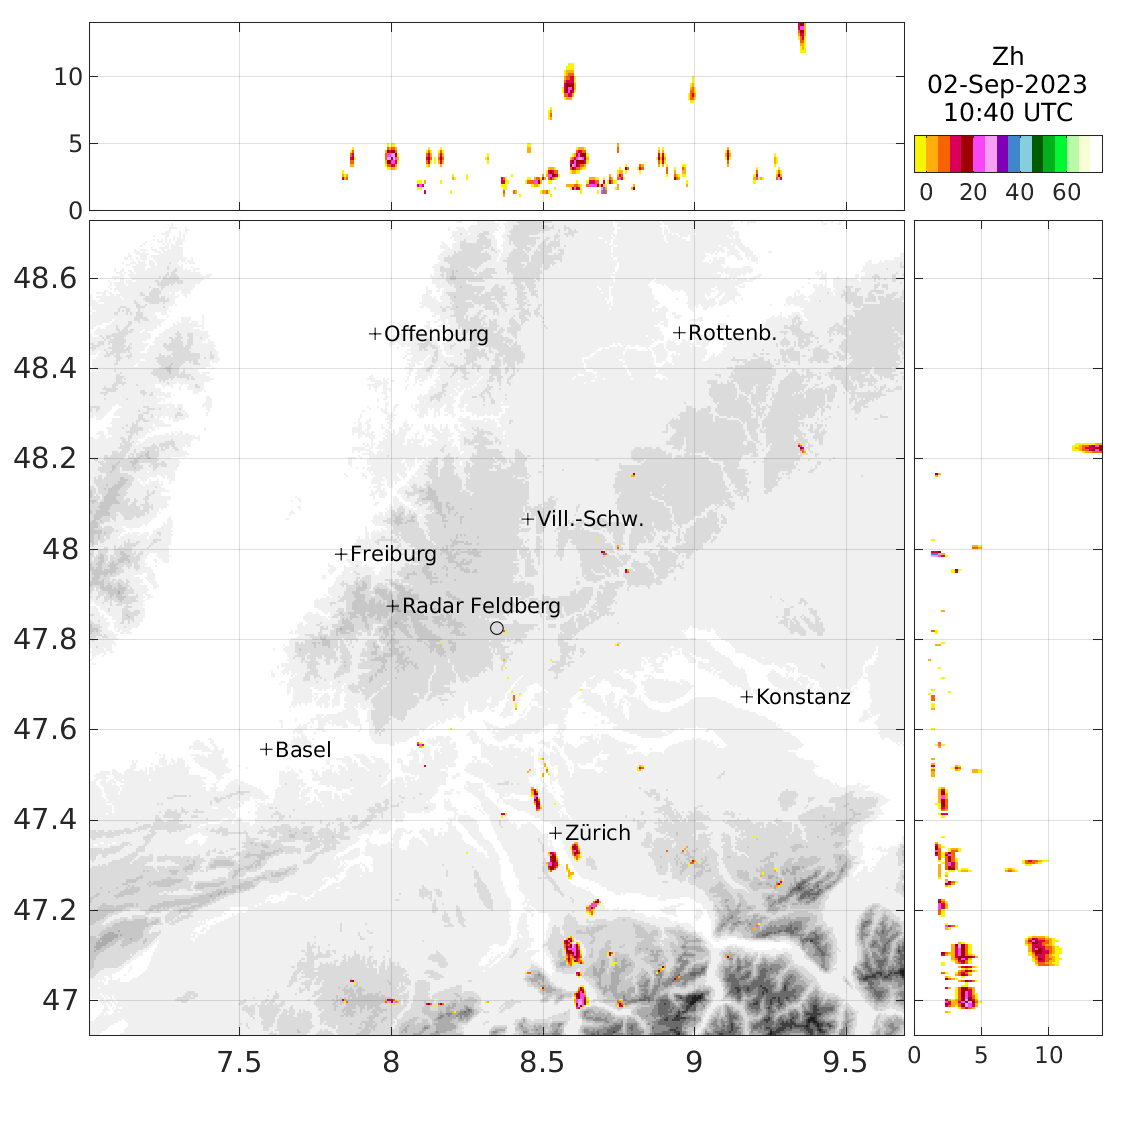 Zh
02-Sep-2023
10:40 UTC
0 20 40 60
10
5
0
48.6
48.4
48.2
48
47.8
47.6
47.4
47.2
47
Offenburg
Rottenb.
Vill.-Schw.
Freiburg
Radar Feldberg
Konstanz
Basel
Zürich
7.5 8 8.5 9 9.5
0 5 10